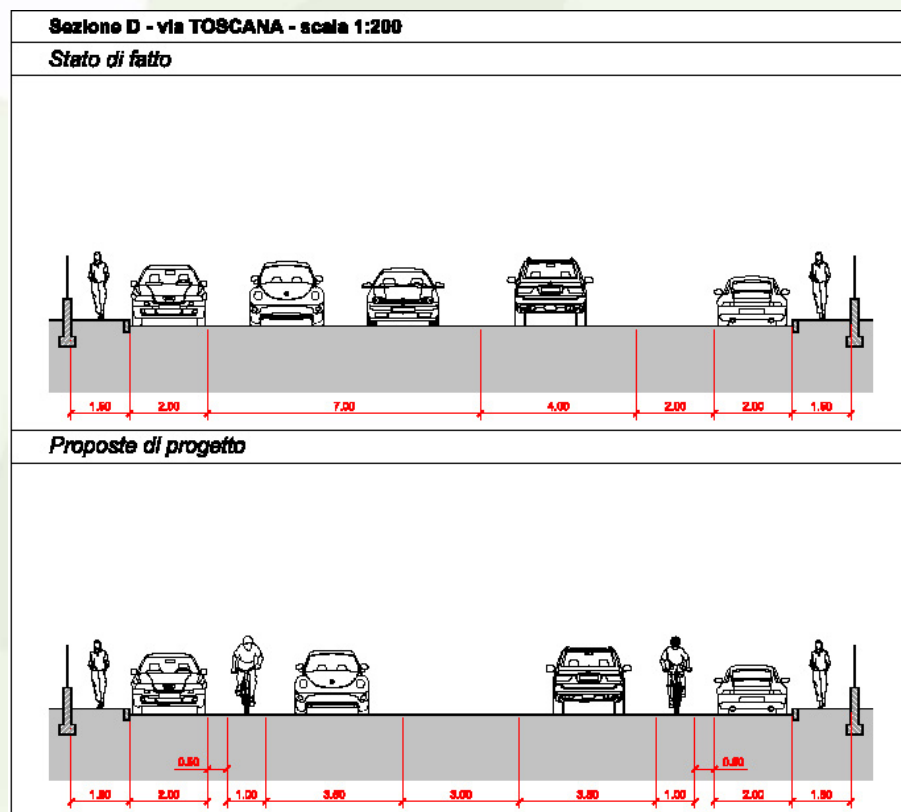 Sezione D - via TOSCANA - scala 1:200
Stato di fatto
1.50 2.00 7.00 4.00 2.00 2.00 1.50
Proposte di progetto
0.50 0.50
1.50 2.00 1.00 3.50 3.00 3.50 1.00 2.00 1.50